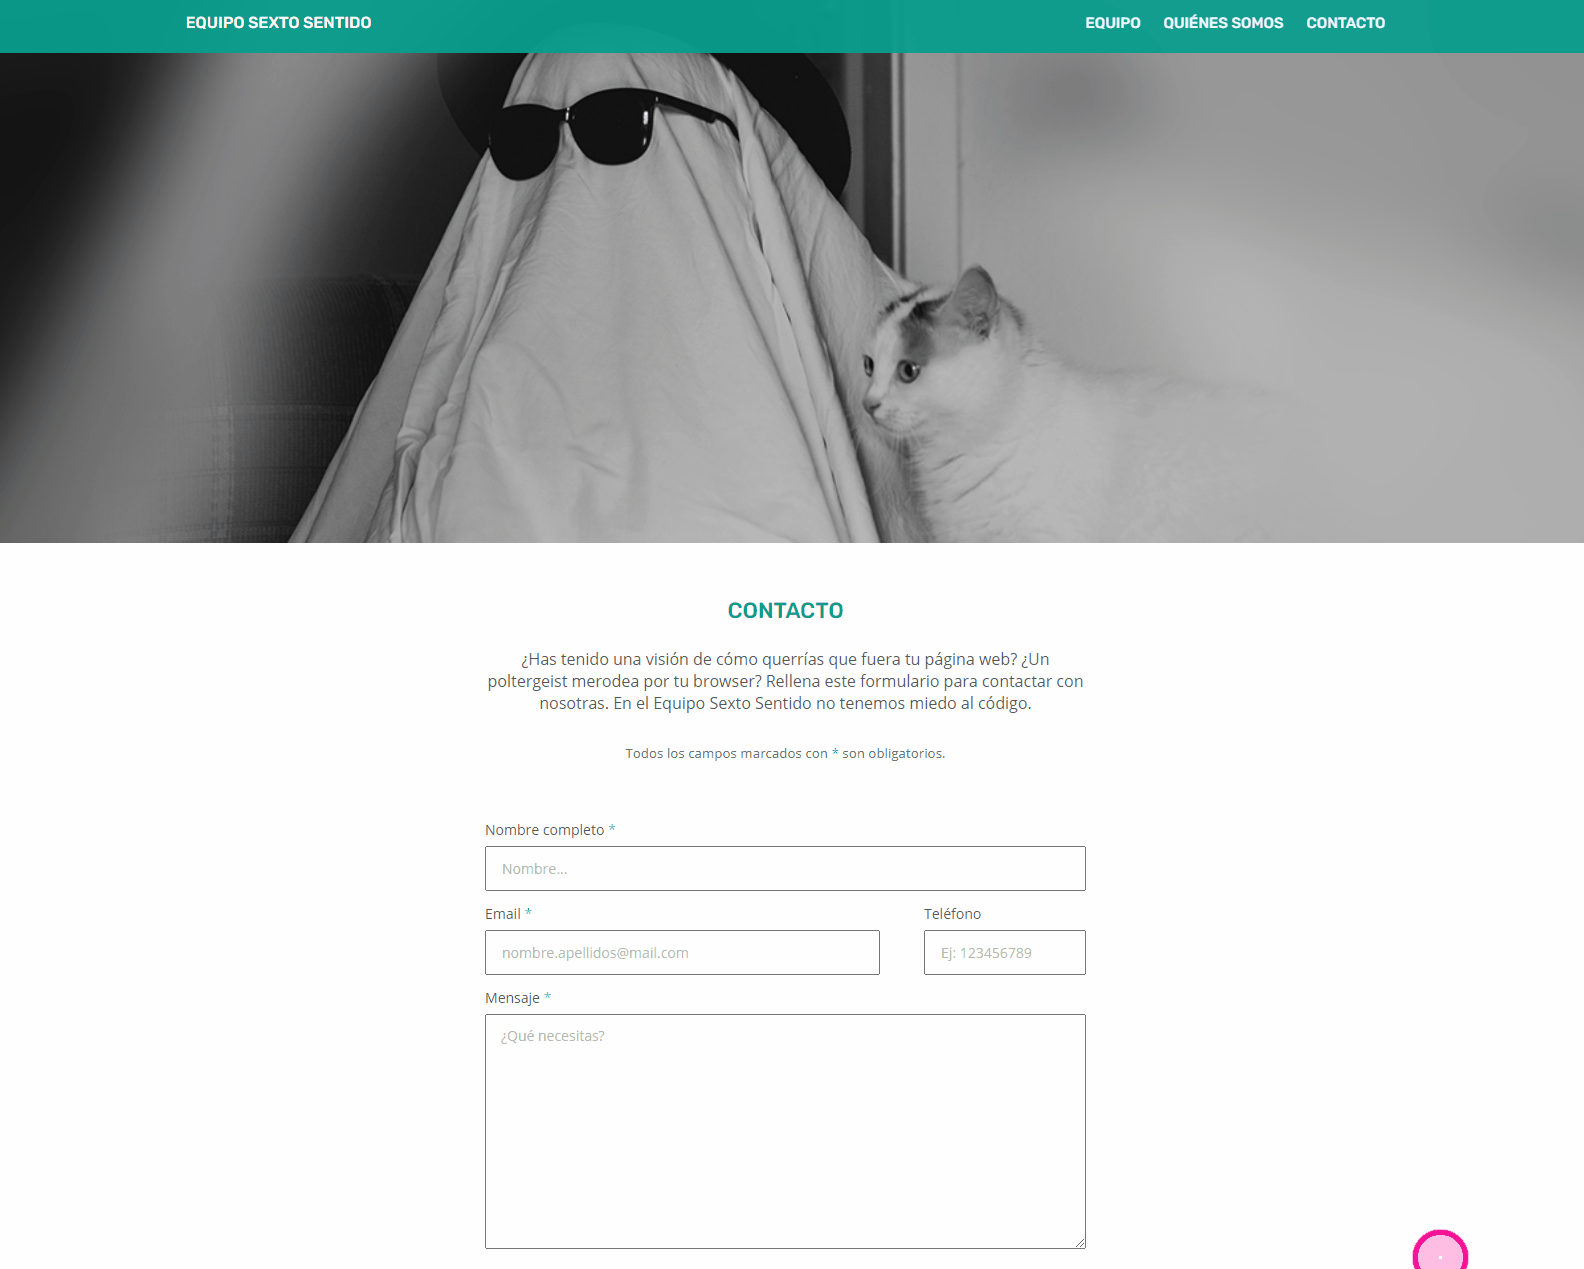 EQUIPO SEXTO SENTIDO
EQUIPO QUIÉNES SOMOS CONTACTO
CONTACTO
¿Has tenido una visión de cómo querrías que fuera tu página web? ¿Un
poltergeist merodea por tu browser? Rellena este formulario para contactar con
nosotras. En el Equipo Sexto Sentido no tenemos miedo al código.
Todos los campos marcados con * son obligatorios.
Nombre completo *
Nombre...
Email * Teléfono
nombre.apellidos@mail.com Ej: 123456789
Mensaje *
¿Qué necesitas?